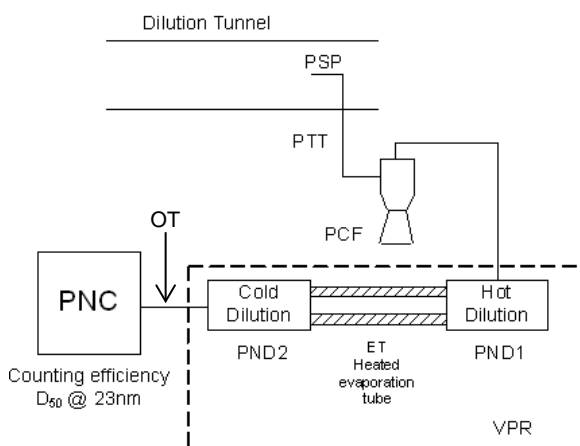 Dilution Tunnel
PSP
PTT
PCF
OT
PNC
Counting efficiency
D₅₀ @ 23nm
Cold
Dilution
PND2
ET
Heated
evaporation
tube
Hot
Dilution
PND1
VPR